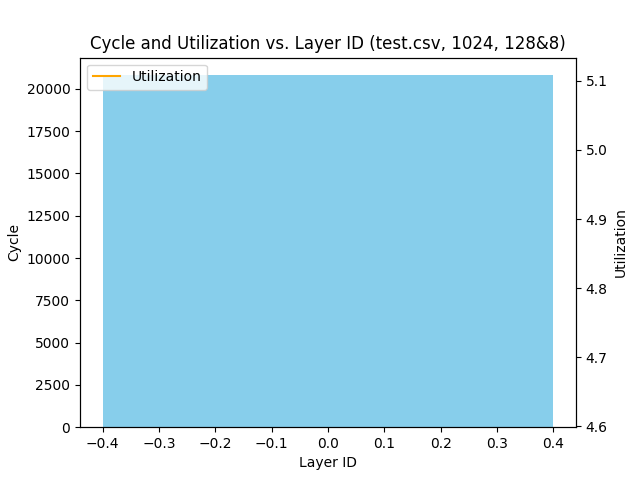 Cycle and Utilization vs. Layer ID (test.csv, 1024, 128&8)
Utilization
20000
17500
15000
12500
10000
7500
5000
2500
0
Cycle
5.1
5.0
4.9
4.8
4.7
4.6
Utilization
−0.4 −0.3 −0.2 −0.1 0.0 0.1 0.2 0.3 0.4
Layer ID